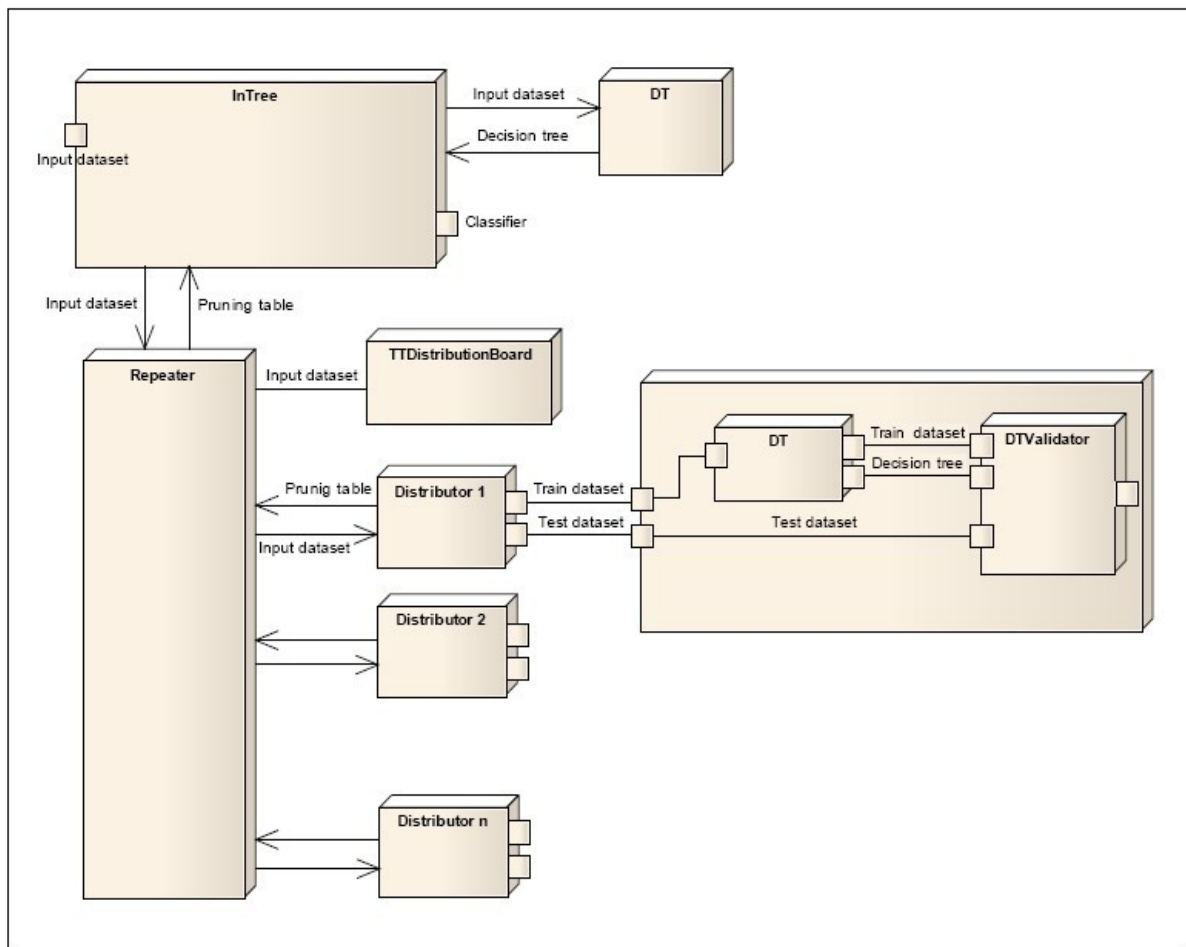 InTree
Input dataset
DT
Decision tree
Input dataset
Classifier
Input dataset
Pruning table
TTDistributionBoard
Repeater
Input dataset
DT
Train dataset
DTValidator
Decision tree
Prunig table
Distributor 1
Train dataset
Test dataset
Test dataset
Input dataset
Distributor 2
Distributor n